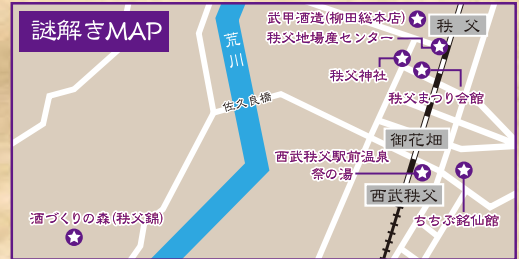 謎解きMAP
武甲酒造(柳田総本店)
秩父
秩父地場産センター
荒川
秩父神社
秩父まつり会館
佐久良橋
御花畑
西武秩父駅前温泉
祭の湯
西武秩父
ちちぶ銘仙館
酒づくりの森(秩父錦)